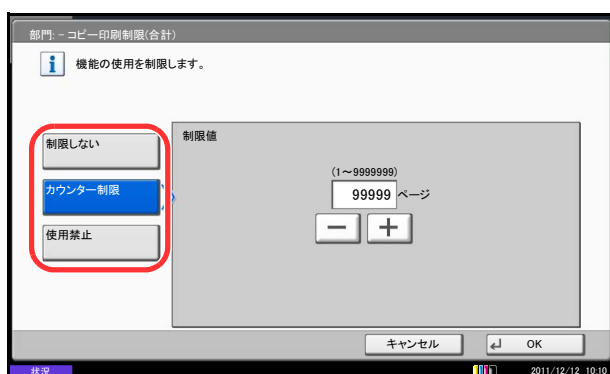 部門: - コピー印刷制限(合計)
機能の使用を制限します。
制限しない
カウンター制限
使用禁止
制限値
(1～9999999)
99999 ページ
キャンセル
OK
状況
2011/12/12 10:10